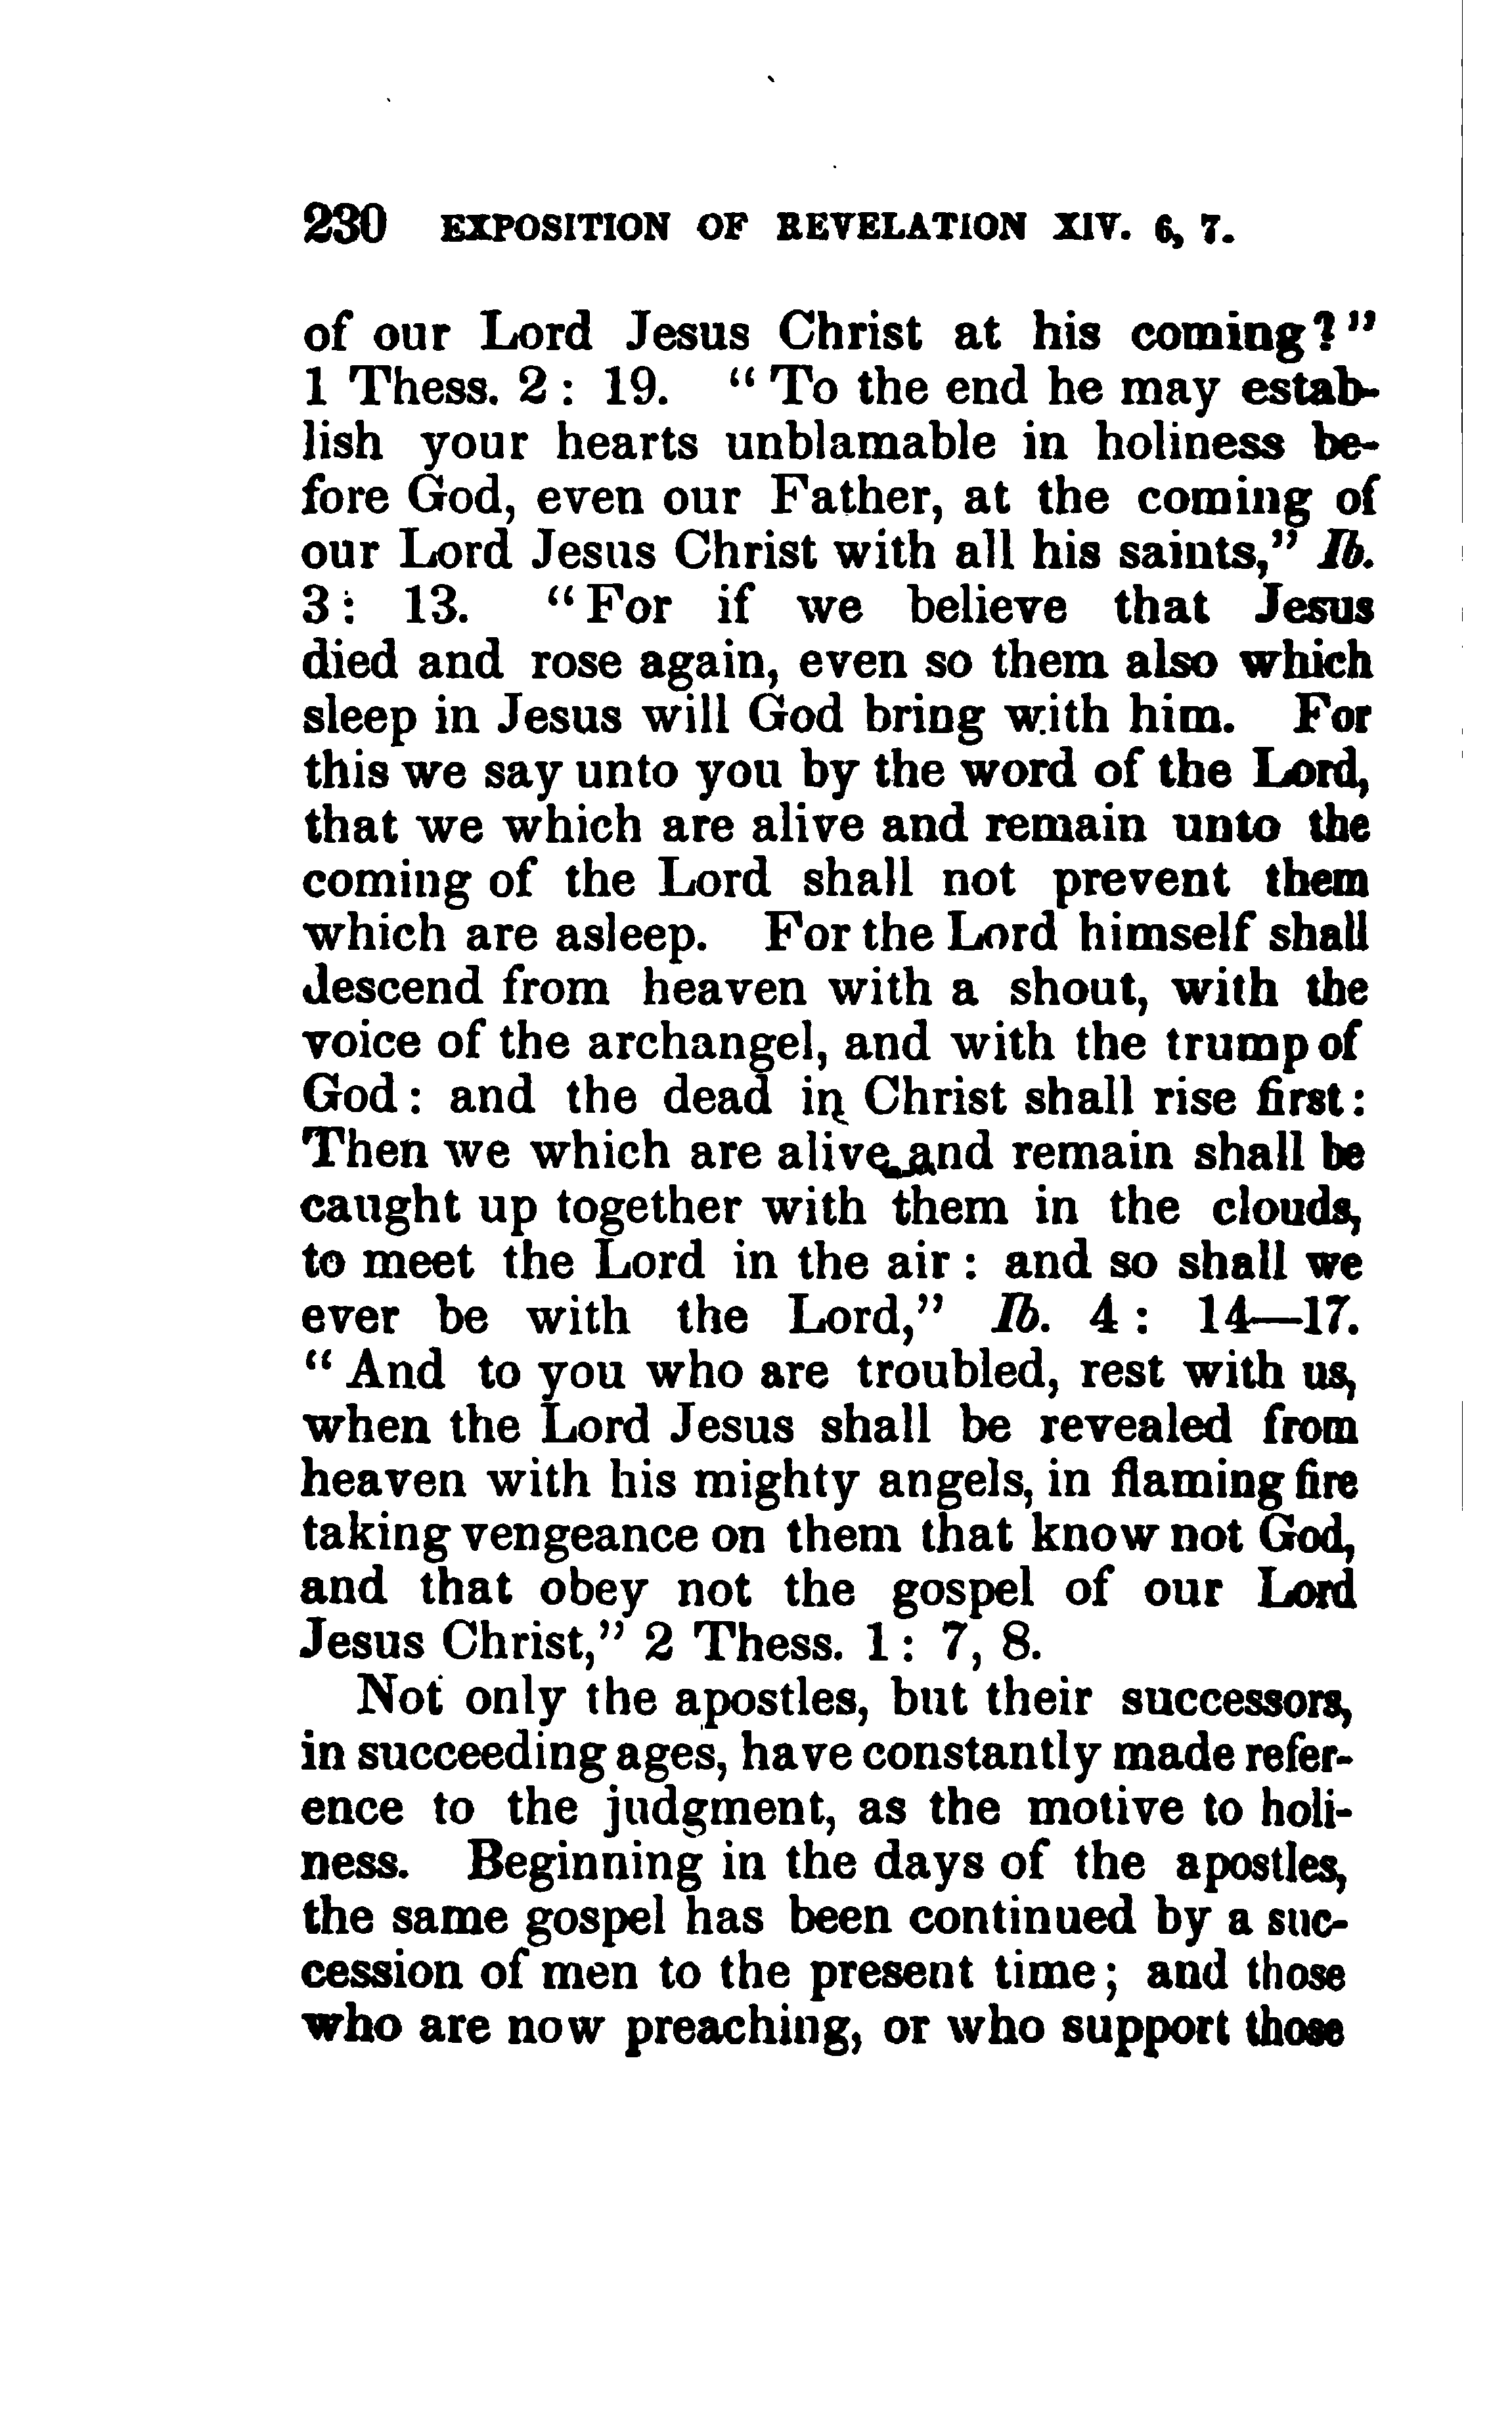 230 EXPOSITION OF REVELATION XIV. 6, 7.
of our Lord Jesus Christ at his coming?"
1 Thess. 2 : 19. "To the end he may estab-
lish your hearts unblamable in holiness be-
fore God, even our Father, at the coming of
our Lord Jesus Christ with all his saints," Ib.
3 : 13. "For if we believe that Jesus
died and rose again, even so them also which
sleep in Jesus will God bring with him. For
this we say unto you by the word of the Lord,
that we which are alive and remain unto the
coming of the Lord shall not prevent them
which are asleep. For the Lord himself shall
descend from heaven with a shout, with the
voice of the archangel, and with the trump of
God : and the dead in Christ shall rise first :
Then we which are alive and remain shall be
caught up together with them in the clouds,
to meet the Lord in the air : and so shall we
ever be with the Lord," Ib. 4 : 14—17.
"And to you who are troubled, rest with us,
when the Lord Jesus shall be revealed from
heaven with his mighty angels, in flaming fire
taking vengeance on them that know not God,
and that obey not the gospel of our Lord
Jesus Christ," 2 Thess. 1 : 7, 8.
Not only the apostles, but their successors,
in succeeding ages, have constantly made refer-
ence to the judgment, as the motive to holi-
ness. Beginning in the days of the apostles,
the same gospel has been continued by a suc-
cession of men to the present time; and those
who are now preaching, or who support those